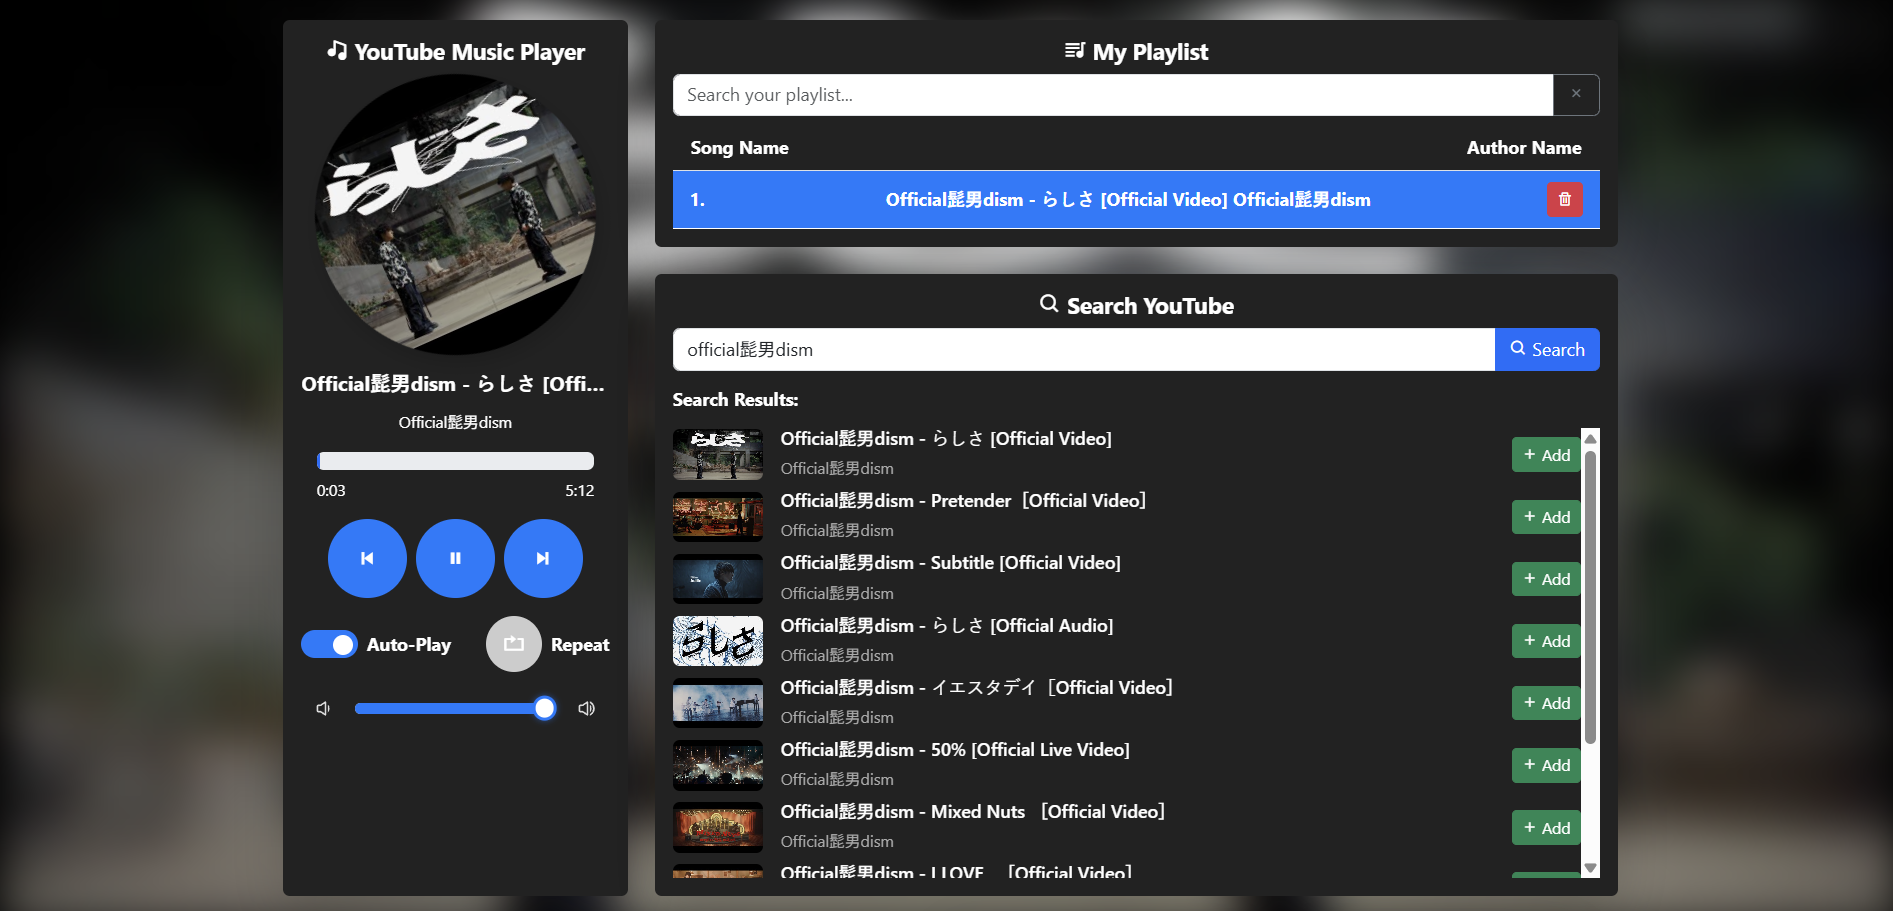 YouTube Music Player
らしさ
Official髭男dism - らしさ [Offi...
Official髭男dism
0:03
5:12
Auto-Play
Repeat
My Playlist
Search your playlist...
Song Name
Author Name
1.
Official髭男dism - らしさ [Official Video] Official髭男dism
Search YouTube
official髭男dism
Search
Search Results:
らしさ
Official髭男dism - らしさ [Official Video]
Official髭男dism
+ Add
Official髭男dism - Pretender［Official Video］
Official髭男dism
+ Add
Official髭男dism - Subtitle [Official Video]
Official髭男dism
+ Add
らしさ
Official髭男dism - らしさ [Official Audio]
Official髭男dism
+ Add
Official髭男dism - イエスタデイ［Official Video］
Official髭男dism
+ Add
Official髭男dism - 50% [Official Live Video]
Official髭男dism
+ Add
Official髭男dism - Mixed Nuts ［Official Video］
Official髭男dism
+ Add
Official髭男dism - I LOVE... ［Official Video］